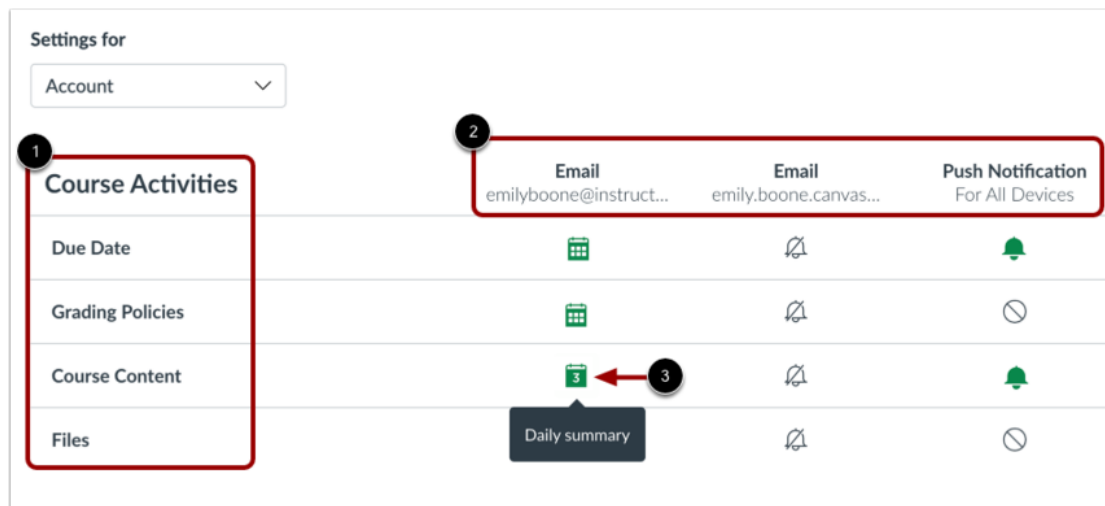 Settings for
Account
1
2
Course Activities
Email
emilyboone@instruct...
Email
emily.boone.canvas...
Push Notification
For All Devices
Due Date
Grading Policies
Course Content
3
3
Files
Daily summary